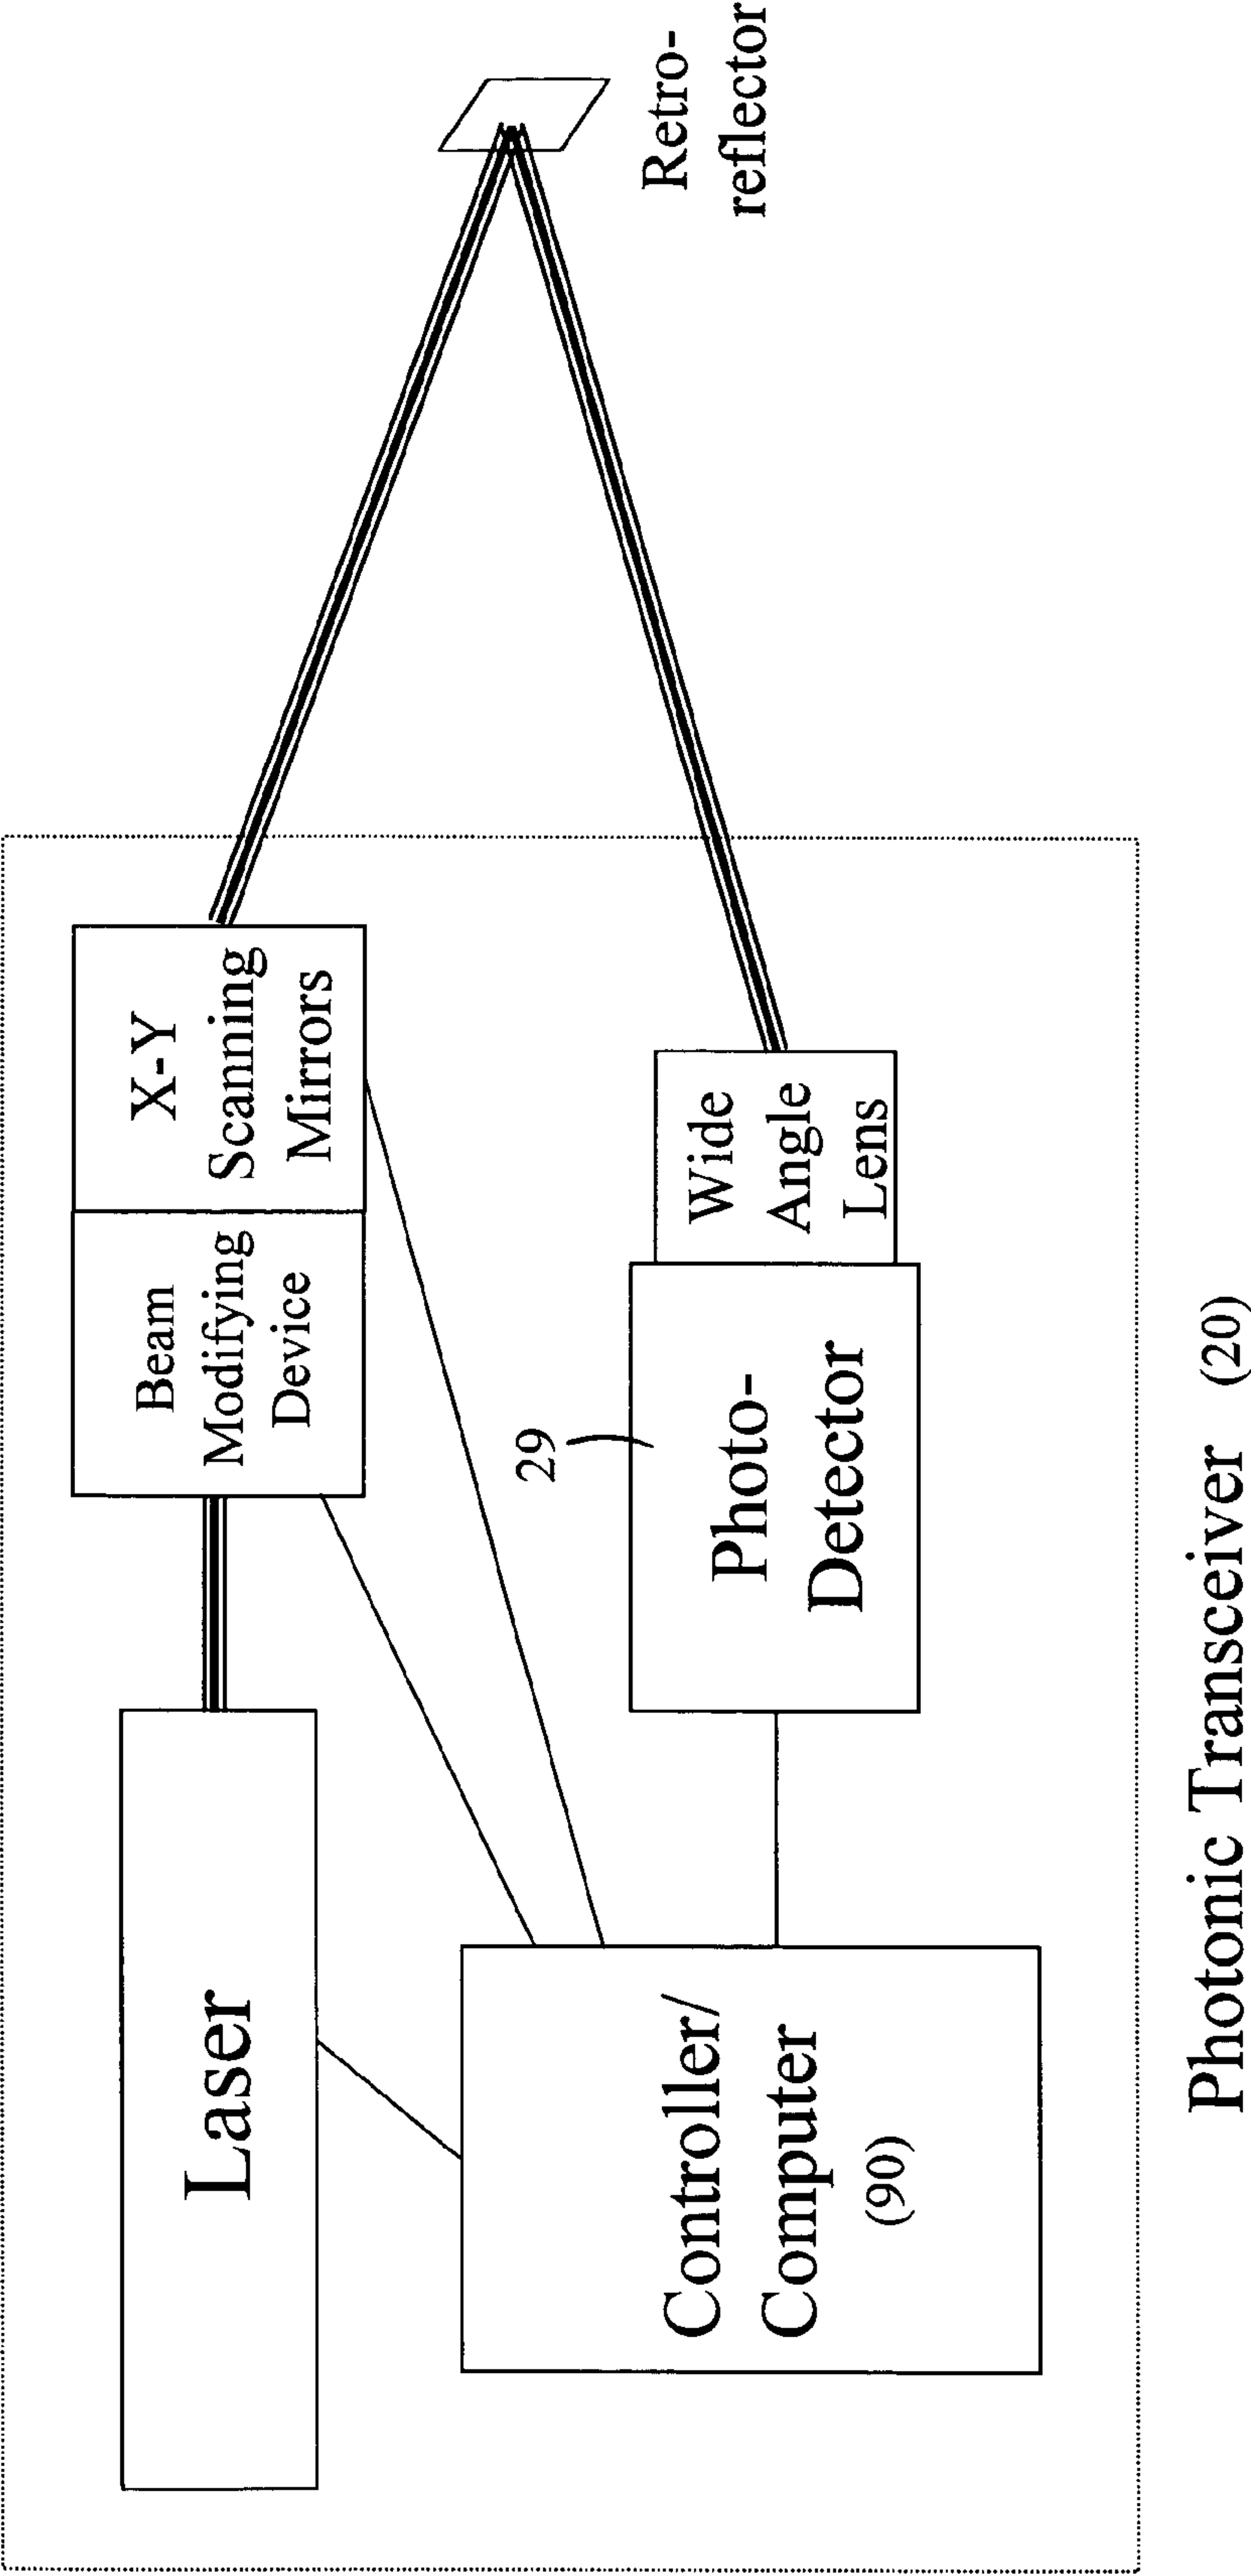 Laser
Beam
Modifying
Device
X-Y
Scanning
Mirrors
Retro-
reflector
Controller/
Computer
(90)
29
Photo-
Detector
Wide
Angle
Lens
Photonic Transceiver (20)